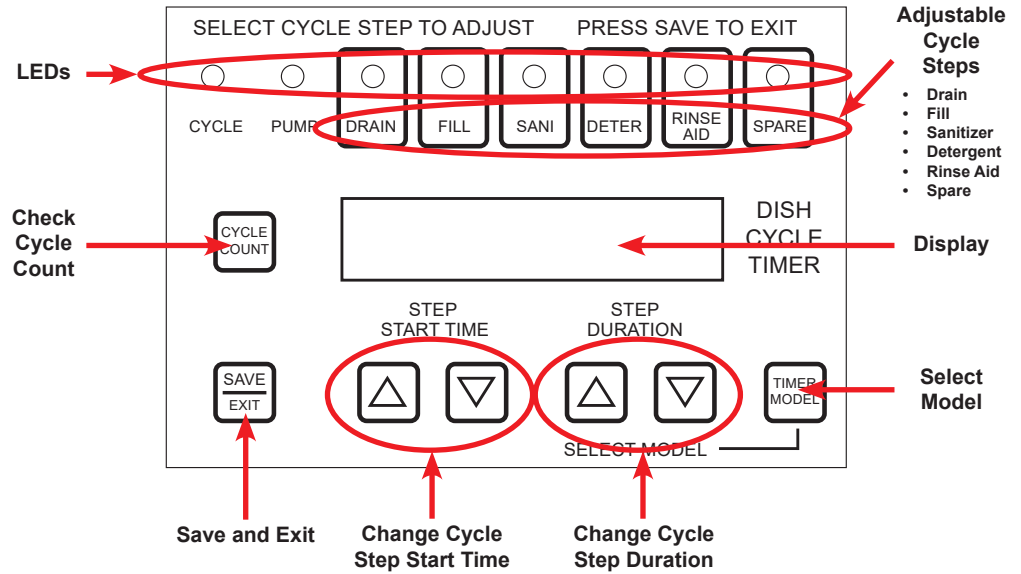 SELECT CYCLE STEP TO ADJUST PRESS SAVE TO EXIT
Adjustable
Cycle
Steps
• Drain
• Fill
• Sanitizer
• Detergent
• Rinse Aid
• Spare
LEDs
CYCLE PUMP DRAIN FILL SANI DETER RINSE
AID SPARE
Check
Cycle
Count
CYCLE
COUNT
DISH
CYCLE
TIMER
Display
STEP
START TIME
STEP
DURATION
SAVE
EXIT
TIMER
MODEL
Select
Model
SELECT MODEL
Save and Exit
Change Cycle
Step Start Time
Change Cycle
Step Duration